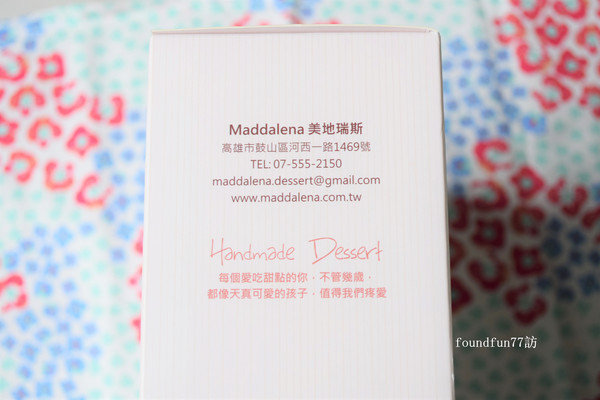 Maddalena 美地瑞斯
高雄市鼓山區河西一路1469號
TEL: 07-555-2150
maddalena.dessert@gmail.com
www.maddalena.com.tw
Handmade Dessert
每個愛吃甜點的你，不管幾歲，
都像天真可愛的孩子，值得我們疼愛
foundfun77訪